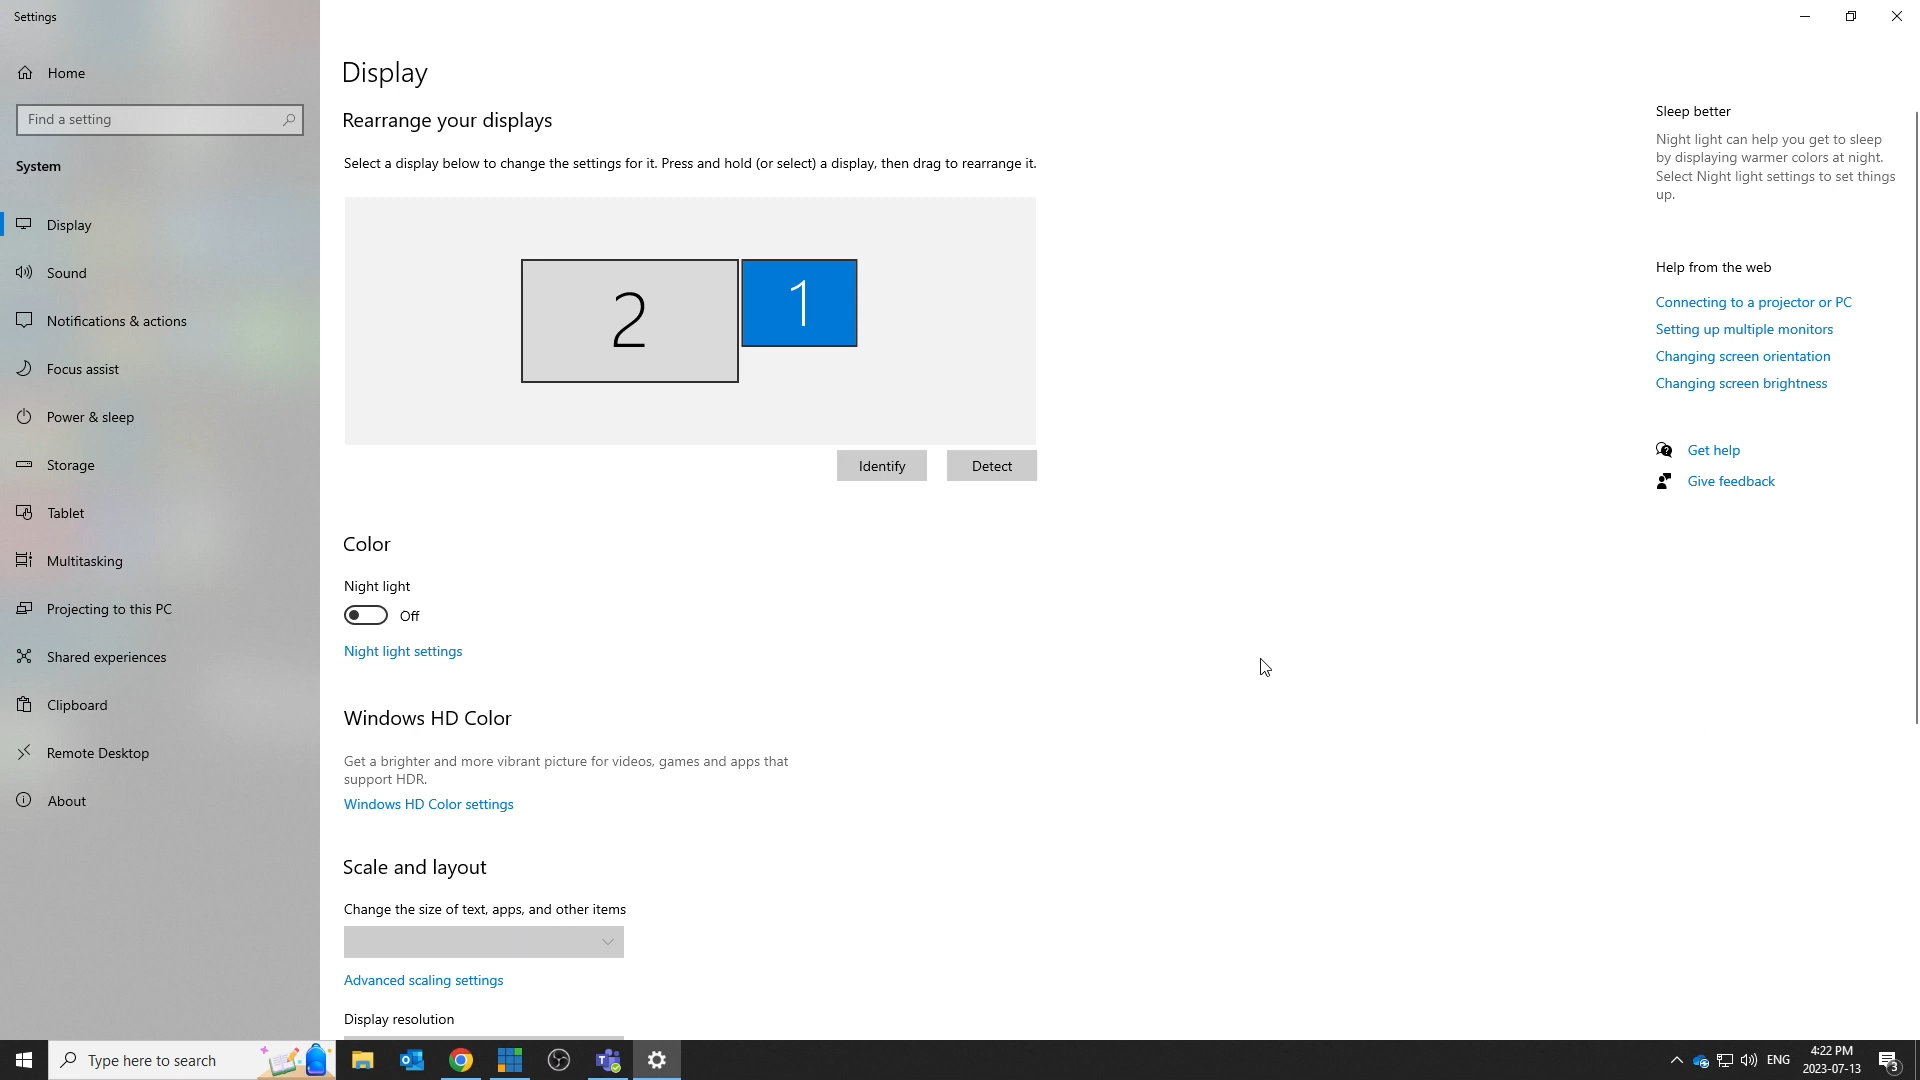 Settings
Home
Find a setting
System
Display
Sound
Notifications & actions
Focus assist
Power & sleep
Storage
Tablet
Multitasking
Projecting to this PC
Shared experiences
Clipboard
Remote Desktop
About
Display
Rearrange your displays
Select a display below to change the settings for it. Press and hold (or select) a display, then drag to rearrange it.
2
1
Identify
Detect
Color
Night light
Off
Night light settings
Windows HD Color
Get a brighter and more vibrant picture for videos, games and apps that
support HDR.
Windows HD Color settings
Scale and layout
Change the size of text, apps, and other items
Advanced scaling settings
Display resolution
Sleep better
Night light can help you get to sleep
by displaying warmer colors at night.
Select Night light settings to set things
up.
Help from the web
Connecting to a projector or PC
Setting up multiple monitors
Changing screen orientation
Changing screen brightness
Get help
Give feedback
Type here to search
ENG
4:22 PM
2023-07-13
3